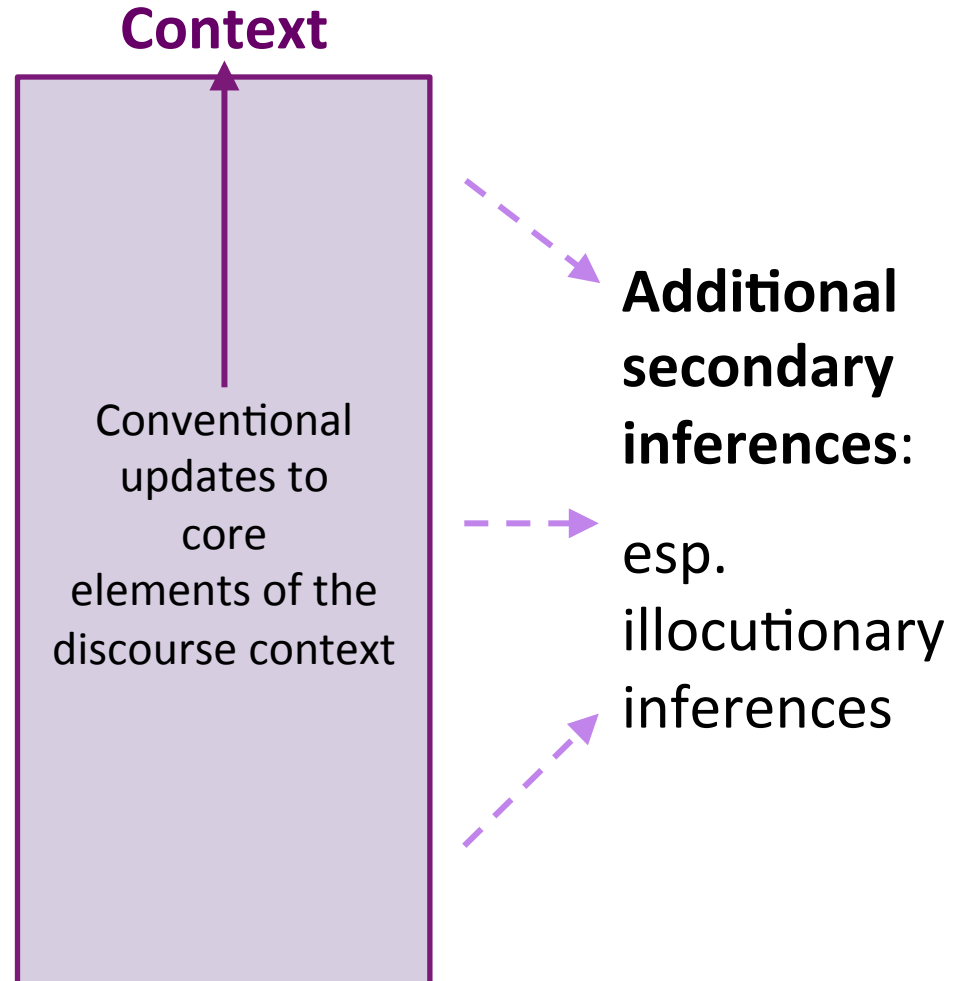 Context
Conventional
updates to
core
elements of the
discourse context
Additional
secondary
inferences:
esp.
illocutionary
inferences